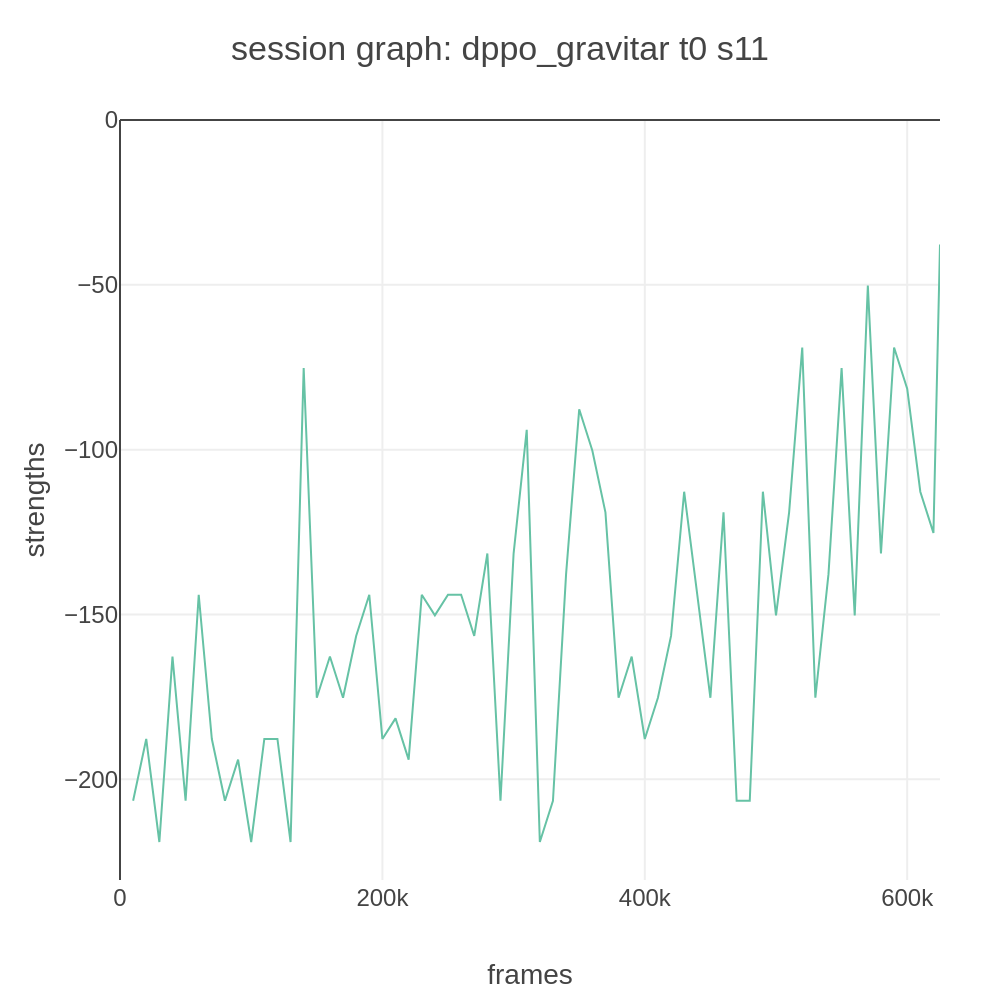 session graph: dppo_gravitar t0 s11
0
−50
−100
−150
−200
strengths
0
200k
400k
600k
frames